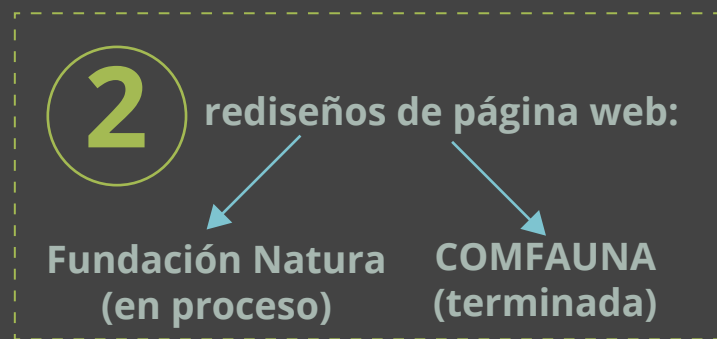 2
rediseños de página web:
Fundación Natura
(en proceso)
COMFAUNA
(terminada)